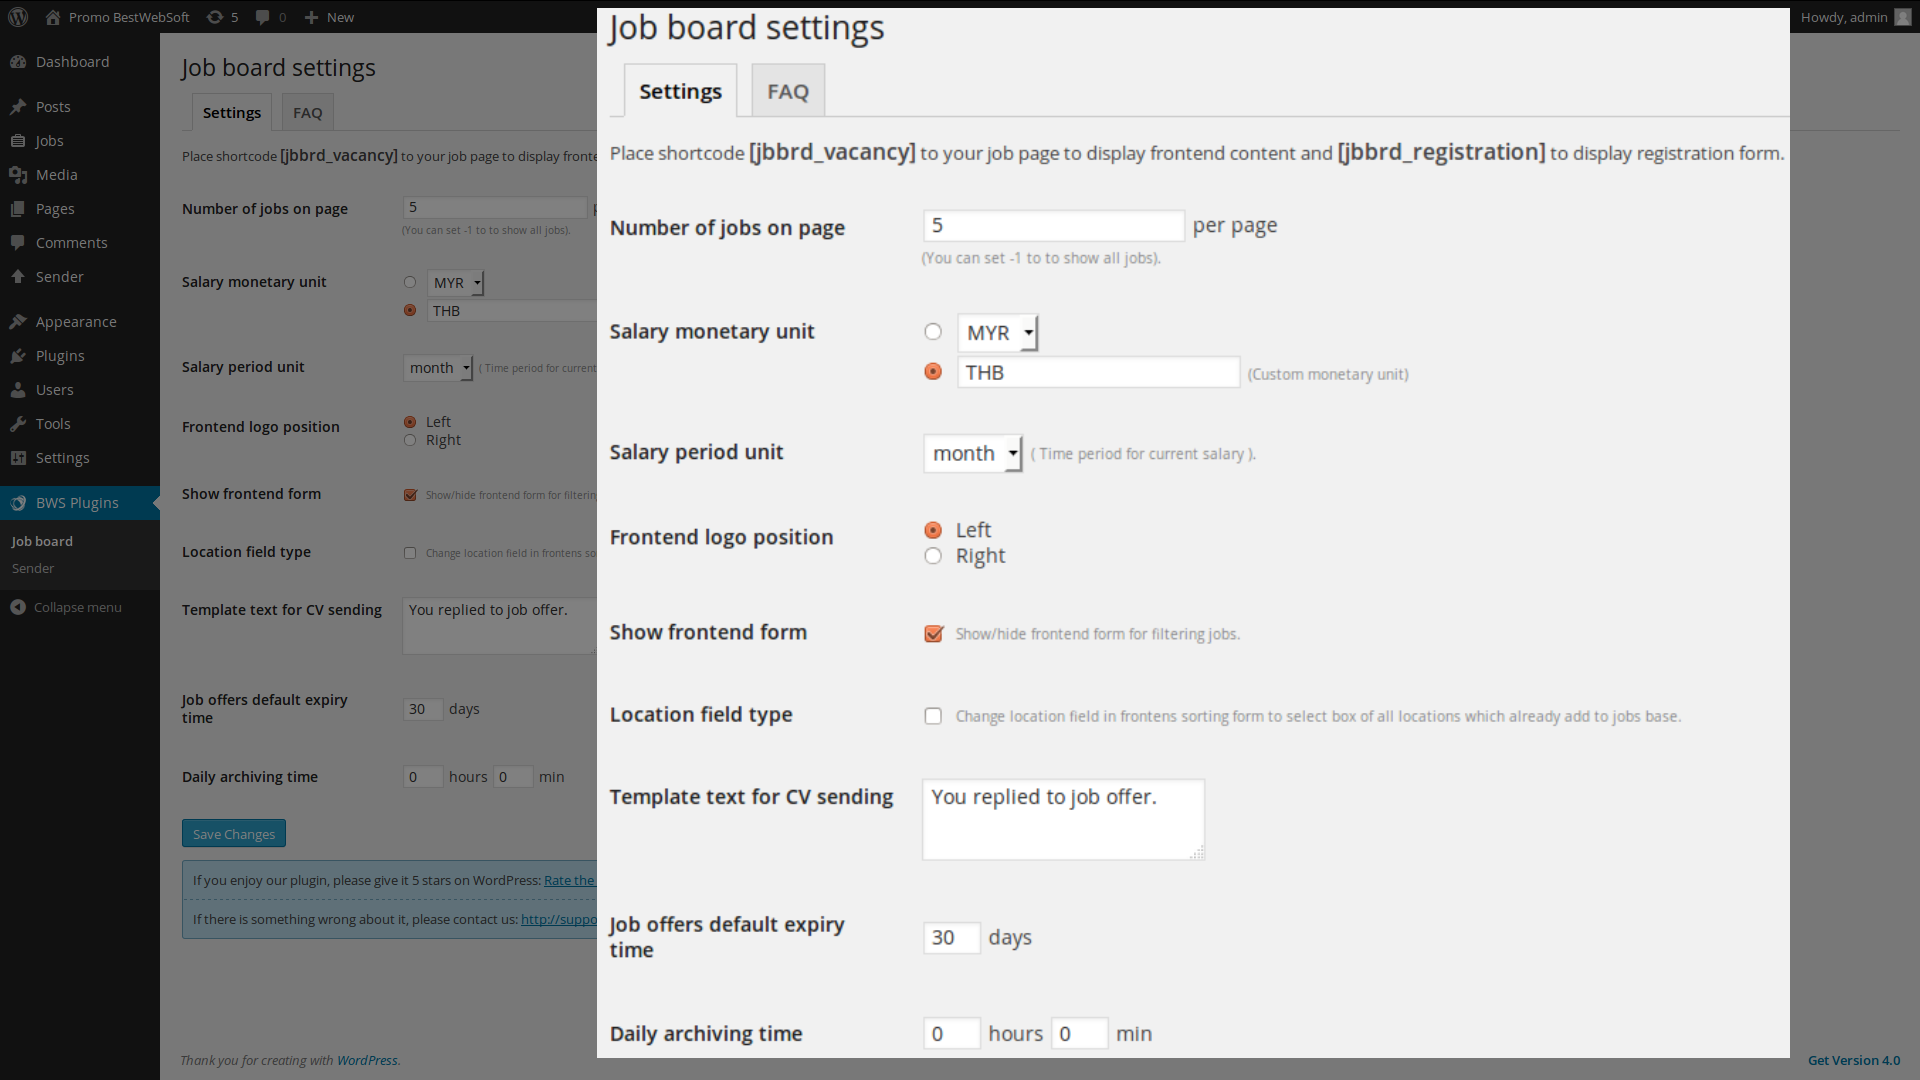 Promo BestWebSoft 5 0 New
Howdy, admin
Dashboard
Posts
Jobs
Media
Pages
Comments
Sender
Appearance
Plugins
Users
Tools
Settings
BWS Plugins
Job board
Sender
Collapse menu
Job board settings
Settings FAQ
Place shortcode [jbbrd_vacancy] to your job page to display fronte
Number of jobs on page 5
(You can set -1 to to show all jobs).
Salary monetary unit MYR
THB
Salary period unit month ( Time period for current
Frontend logo position Left
Right
Show frontend form Show/hide frontend form for filterin
Location field type Change location field in frontens so
Template text for CV sending You replied to job offer.
Job offers default expiry
time
30 days
Daily archiving time 0 hours 0 min
Save Changes
If you enjoy our plugin, please give it 5 stars on WordPress: Rate the
If there is something wrong about it, please contact us: http://suppo
Thank you for creating with WordPress.
Job board settings
Settings FAQ
Place shortcode [jbbrd_vacancy] to your job page to display frontend content and [jbbrd_registration] to display registration form.
Number of jobs on page 5 per page
(You can set -1 to to show all jobs).
Salary monetary unit MYR
THB (Custom monetary unit)
Salary period unit month ( Time period for current salary ).
Frontend logo position Left
Right
Show frontend form Show/hide frontend form for filtering jobs.
Location field type Change location field in frontens sorting form to select box of all locations which already add to jobs base.
Template text for CV sending You replied to job offer.
Job offers default expiry
time
30 days
Daily archiving time 0 hours 0 min
Get Version 4.0